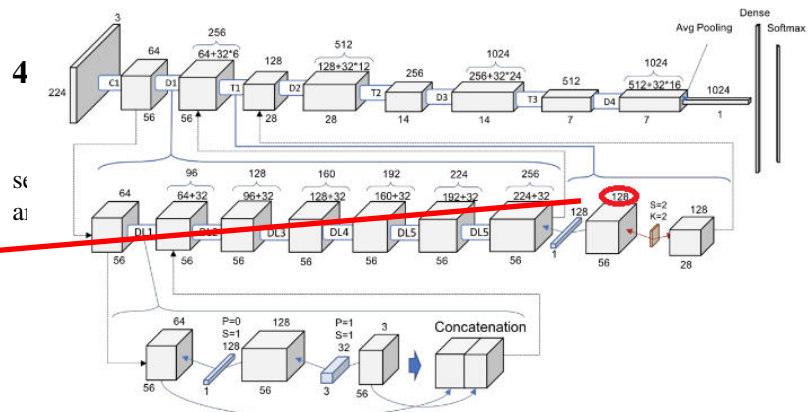 Dense
Softmax
Avg Pooling
3
64
256
64+32*6
128
512
128+32*12
256
1024
256+32*24
512
1024
512+32*16
1024
4
224
C1
D1
T1
D2
T2
D3
T3
D4
56
56
28
28
14
14
7
7
1
64
96
64+32
128
96+32
160
128+32
192
160+32
224
192+32
256
224+32
128
128
S=2
K=2
128
DL1
DL2
DL3
DL4
DL5
DL5
56
56
56
56
56
56
56
1
56
28
64
P=0
S=1
128
128
P=1
S=1
32
3
Concatenation
56
1
56
3
56